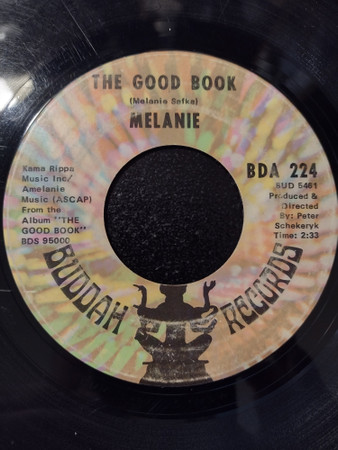 THE GOOD BOOK
(Melanie Safka)
MELANIE
Kama Rippa
Music Inc/
Amelanie
Music (ASCAP)
From the
Album "THE
GOOD BOOK"
BDS 95000
BDA 224
BUD 5461
Produced &
Directed
By: Peter
Schekeryk
Time: 2:33
BUDDAH RECORDS